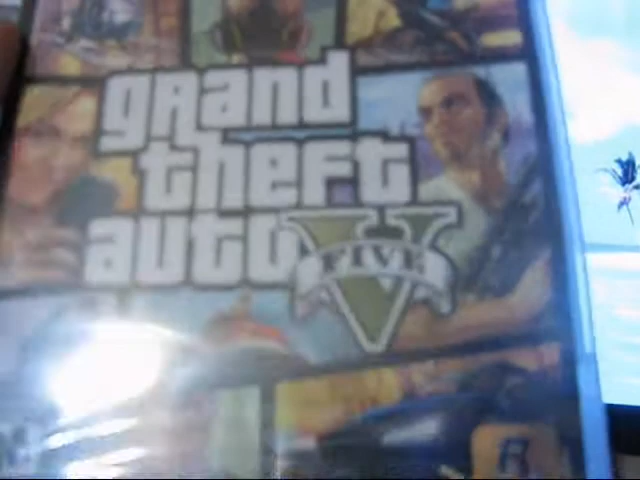 grand
theft
auto
FIVE
V
R